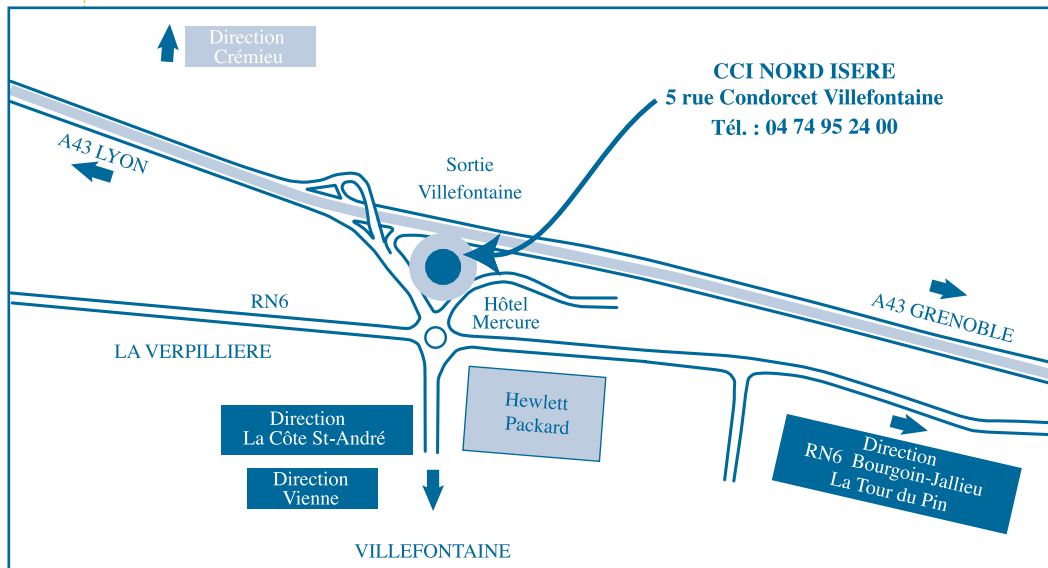 Direction
Crémieu
CCI NORD ISERE
5 rue Condorcet Villefontaine
Tél. : 04 74 95 24 00
A43 LYON
Sortie
Villefontaine
RN6
Hôtel
Mercure
A43 GRENOBLE
LA VERPILLIERE
Hewlett
Packard
Direction
La Côte St-André
Direction
RN6 Bourgoin-Jallieu
La Tour du Pin
Direction
Vienne
VILLEFONTAINE